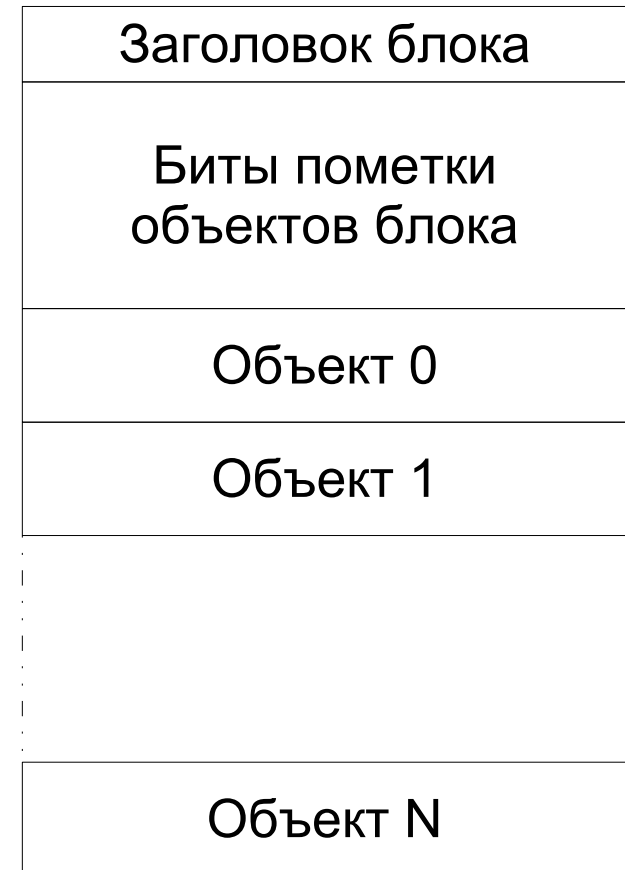 Заголовок блока
Биты пометки
объектов блока
Объект 0
Объект 1
Объект N